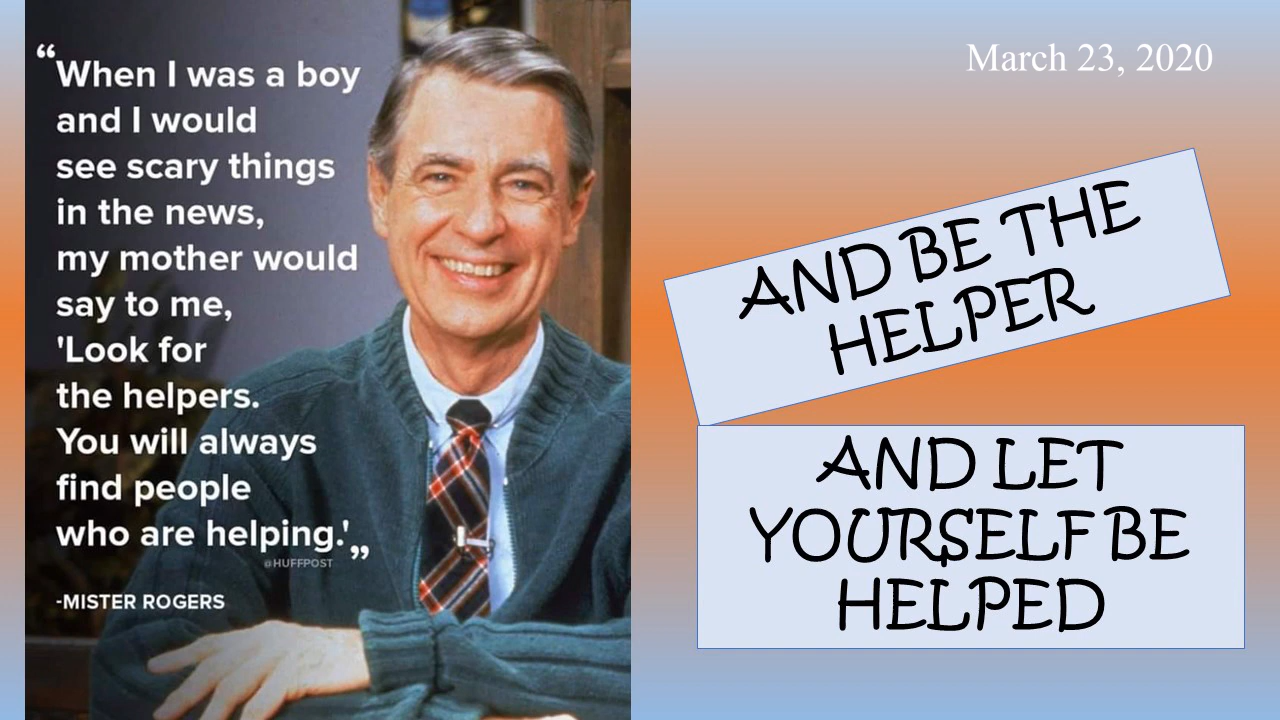 “When I was a boy
and I would
see scary things
in the news,
my mother would
say to me,
'Look for
the helpers.
You will always
find people
who are helping.'”
@HUFFPOST
-MISTER ROGERS
March 23, 2020
AND BE THE
HELPER
AND LET
YOURSELF BE
HELPED